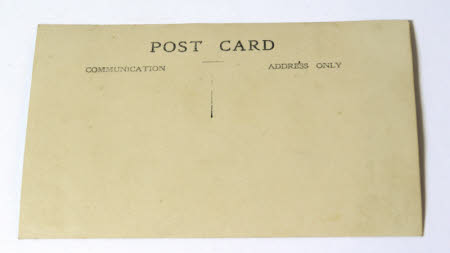 POST CARD
COMMUNICATION ADDRESS ONLY